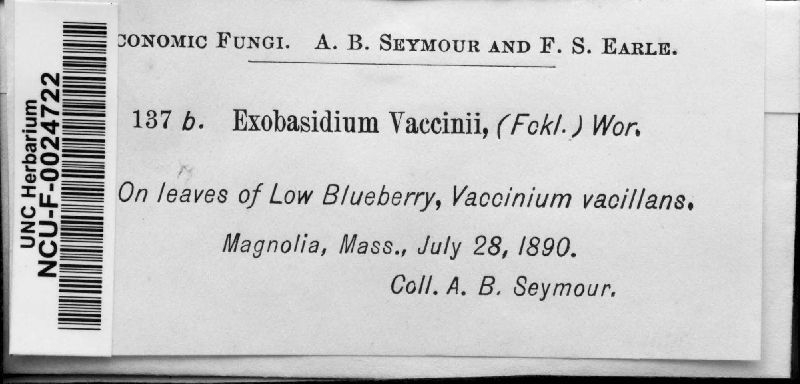 CONOMIC FUNGI. A. B. SEYMOUR AND F. S. EARLE.
137 b. Exobasidium Vaccinii, (Fckl.) Wor.
On leaves of Low Blueberry, Vaccinium vacillans.
Magnolia, Mass., July 28, 1890.
Coll. A. B. Seymour.
UNC Herbarium
NCU-F-0024722